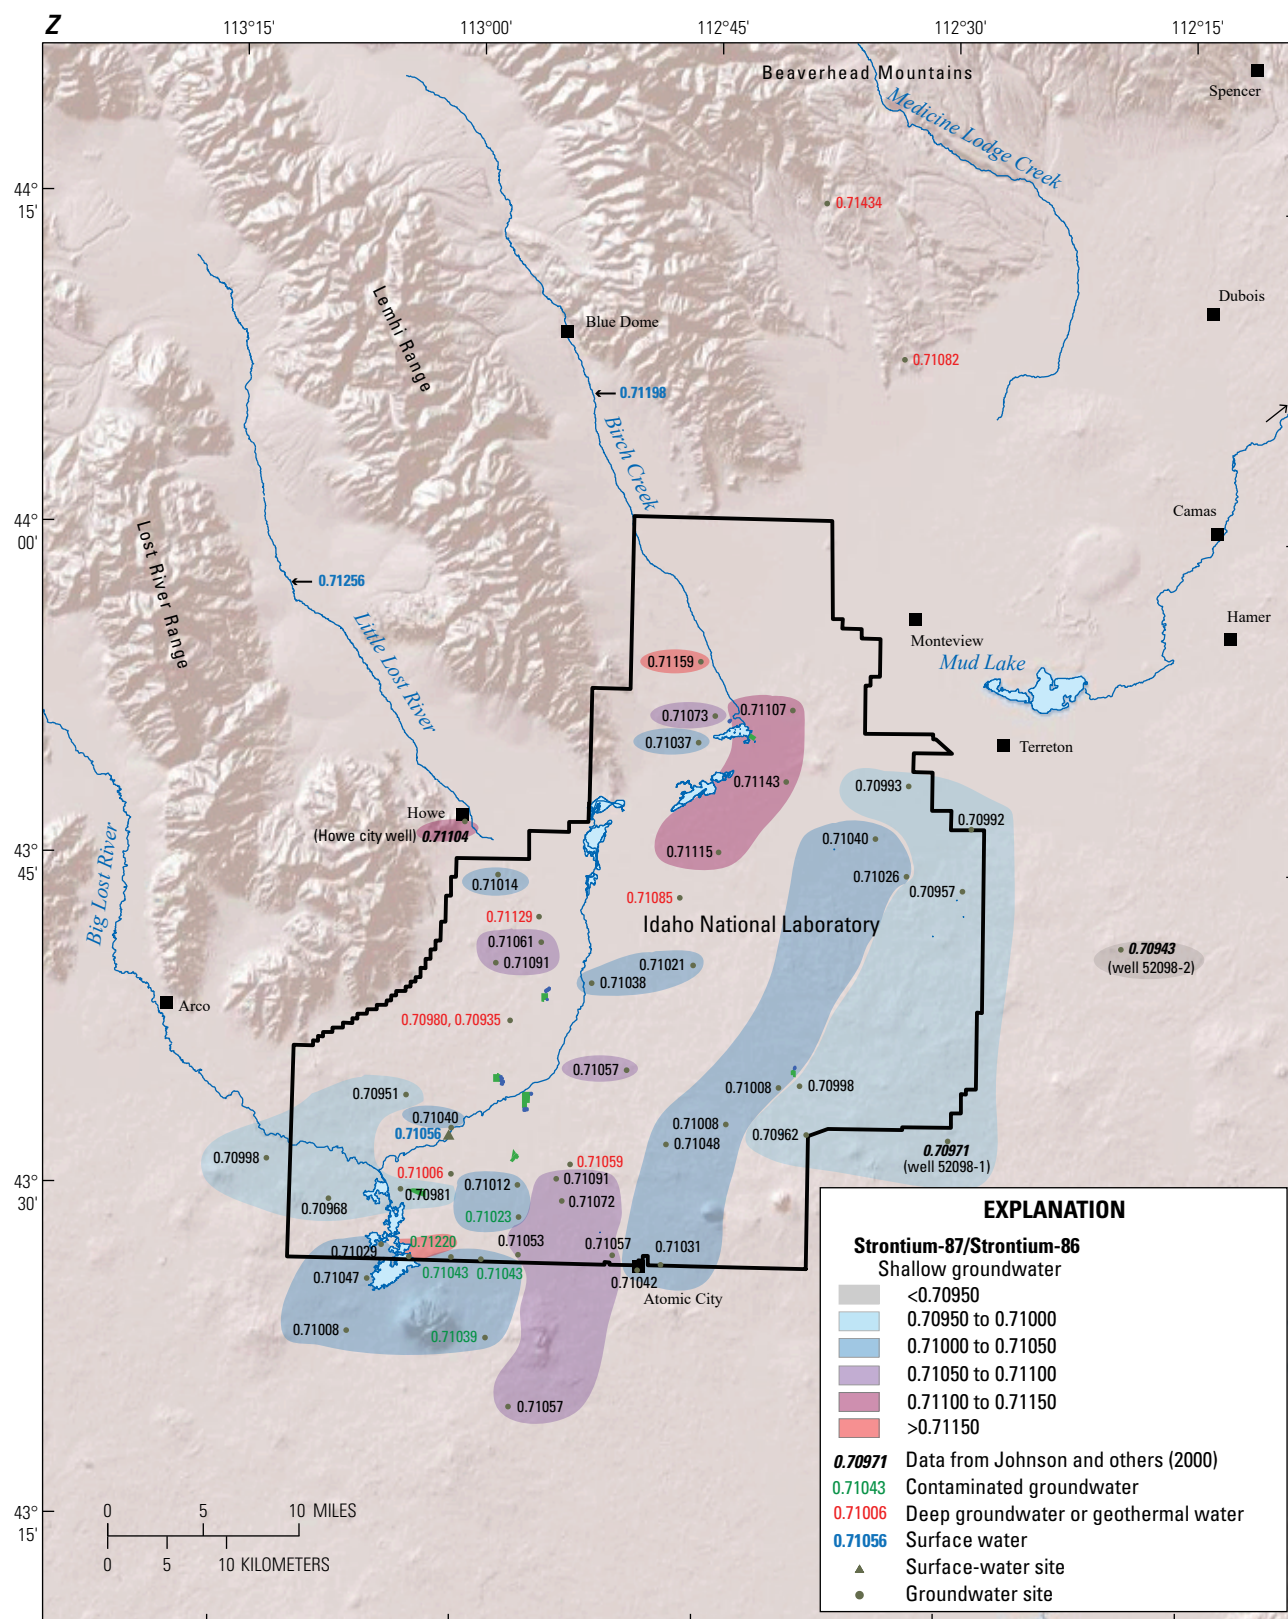 Z
113°15'
113°00'
112°45'
112°30'
112°15'
Beaverhead Mountains
Spencer
Medicine Lodge Creek
44°
15'
0.71434
Lemhi Range
Dubois
Blue Dome
0.71082
0.71198
Birch Creek
Camas
44°
00'
Lost River Range
0.71256
Little Lost River
Hamer
Monteview
Mud Lake
0.71159
0.71073
0.71107
0.71037
Terreton
0.71143
0.70993
Howe
(Howe city well) 0.71104
0.70992
43°
45'
0.71040
0.71115
0.71014
0.71026
0.70957
0.71085
Big Lost River
0.71129
Idaho National Laboratory
0.71061
0.71091
0.71021
0.70943
(well 52098-2)
0.71038
Arco
0.70980, 0.70935
0.71057
0.70951
0.71008
0.70998
0.71040
0.71056
0.71008
0.70962
0.71048
0.70971
(well 52098-1)
0.70998
0.71059
43°
30'
0.71006
0.71091
0.71012
0.70981
0.70968
0.71072
0.71023
0.71220
0.71029
0.71053
0.71057
0.71031
0.71043
0.71043
0.71047
0.71042
Atomic City
0.71008
0.71039
0.71057
43°
15'
0 5 10 MILES
0 5 10 KILOMETERS
EXPLANATION
Strontium-87/Strontium-86
Shallow groundwater
<0.70950
0.70950 to 0.71000
0.71000 to 0.71050
0.71050 to 0.71100
0.71100 to 0.71150
>0.71150
0.70971 Data from Johnson and others (2000)
0.71043 Contaminated groundwater
0.71006 Deep groundwater or geothermal water
0.71056 Surface water
Surface-water site
Groundwater site